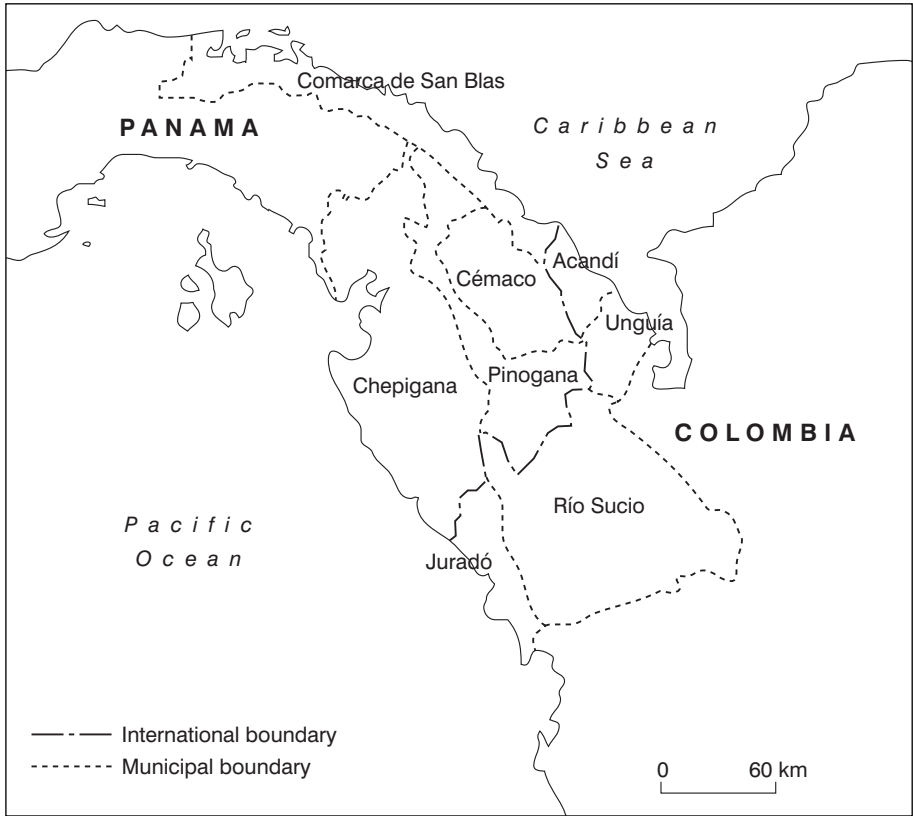 Comarca de San Blas
PANAMA
Caribbean
Sea
Acandí
Cémaco
Unguía
Pinogana
Chepigana
COLOMBIA
Río Sucio
Pacific
Ocean
Juradó
International boundary
Municipal boundary
0 60 km